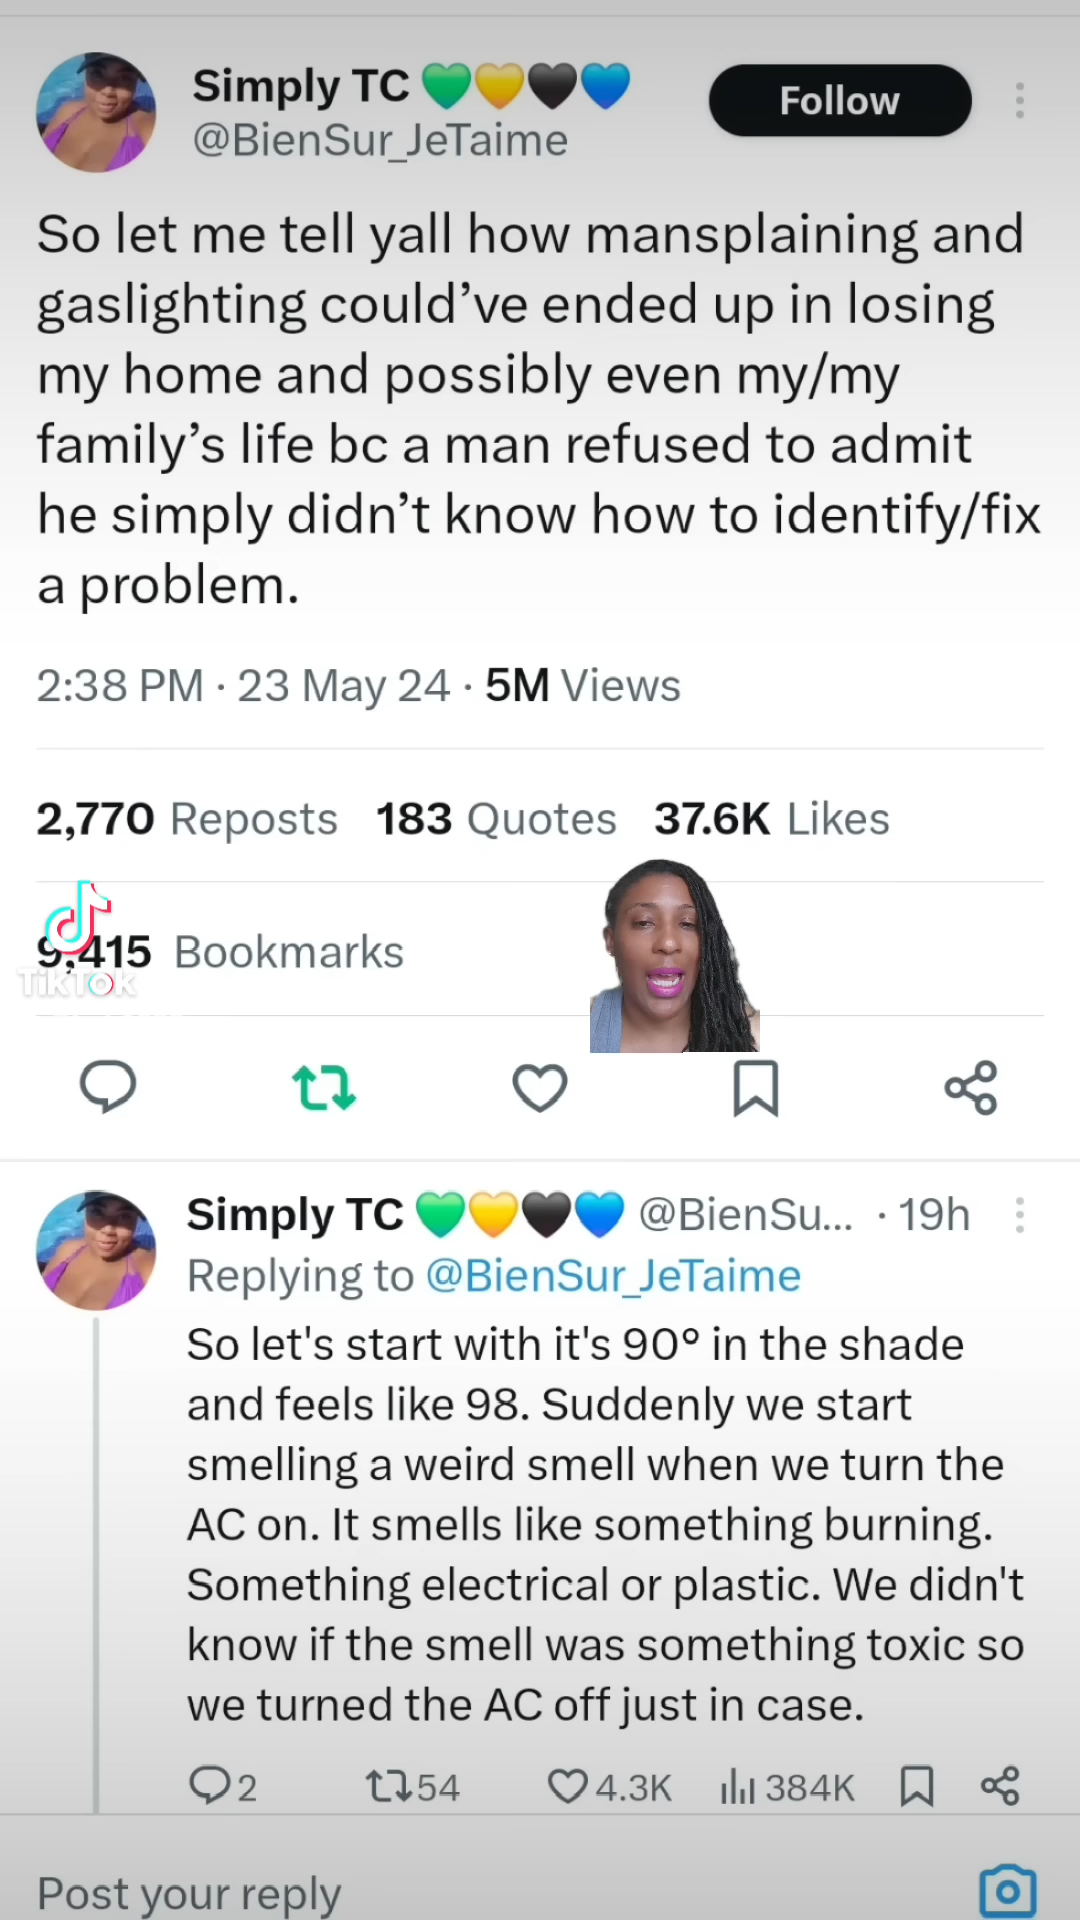 Simply TC 💚💛🖤💙
Follow
@BienSur_JeTaime
So let me tell yall how mansplaining and
gaslighting could’ve ended up in losing
my home and possibly even my/my
family’s life bc a man refused to admit
he simply didn’t know how to identify/fix
a problem.
2:38 PM · 23 May 24 · 5M Views
2,770 Reposts 183 Quotes 37.6K Likes
9,415 Bookmarks
TikTok
Simply TC 💚💛🖤💙 @BienSu... · 19h
Replying to @BienSur_JeTaime
So let's start with it's 90° in the shade
and feels like 98. Suddenly we start
smelling a weird smell when we turn the
AC on. It smells like something burning.
Something electrical or plastic. We didn't
know if the smell was something toxic so
we turned the AC off just in case.
2 54 4.3K 384K
Post your reply